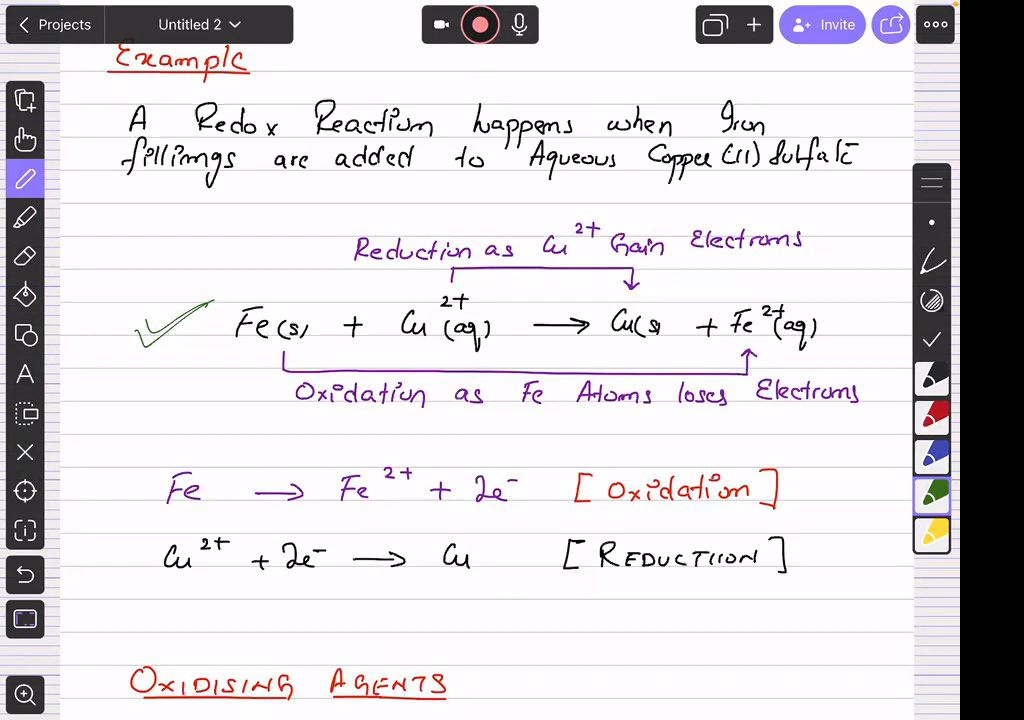 Projects
Untitled 2
Invite
Example
A Redox Reaction happens when Iron
fillings are added to Aqueous Copper (II) Sulfate
Reduction as Cu²⁺ Gain Electrons
Fe(s) + Cu²⁺(aq) → Cu(s) + Fe²⁺(aq)
Oxidation as Fe Atoms loses Electrons
Fe → Fe²⁺ + 2e⁻ [Oxidation]
Cu²⁺ + 2e⁻ → Cu [REDUCTIION]
OXIDISING AGENTS